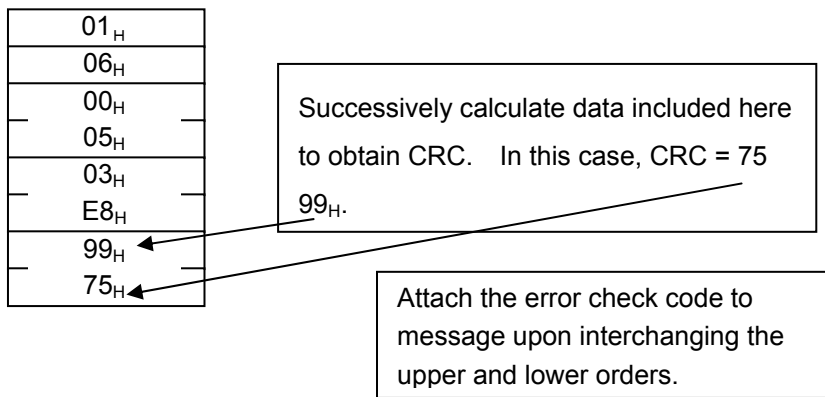 01H
06H
00H
05H
03H
E8H
99H
75H
Successively calculate data included here
to obtain CRC. In this case, CRC = 75
99H.
Attach the error check code to
message upon interchanging the
upper and lower orders.